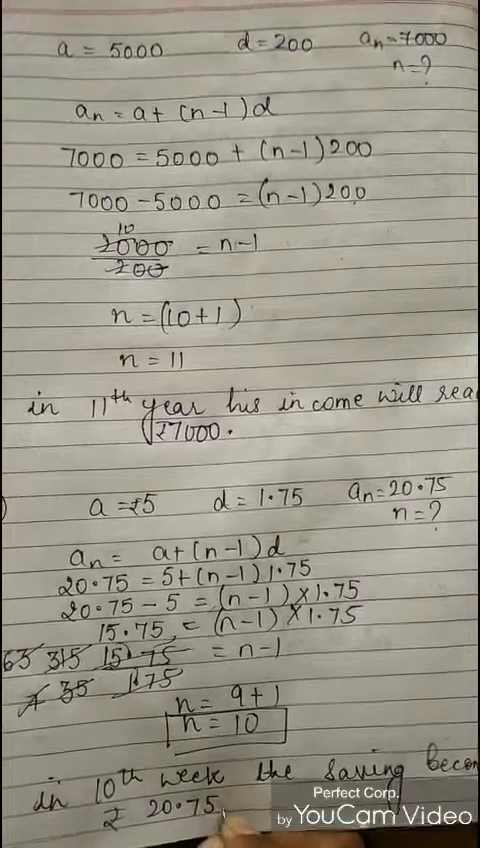 a = 5000 d = 200 an = 7000
n = ?
an = a + (n-1)d
7000 = 5000 + (n-1)200
7000 - 5000 = (n-1)200
10
2000 = n-1
200
n = (10+1)
n = 11
in 11th year his income will rea
₹7000.
) a = ₹5 d = 1.75 an = 20.75
n = ?
an = a + (n-1)d
20.75 = 5 + (n-1)1.75
20.75 - 5 = (n-1) × 1.75
15.75 = (n-1) × 1.75
63 315 15.75 = n-1
7 35 1.75
n = 9+1
n = 10
In 10th week the saving becom
₹ 20.75.
Perfect Corp.
by YouCam Video